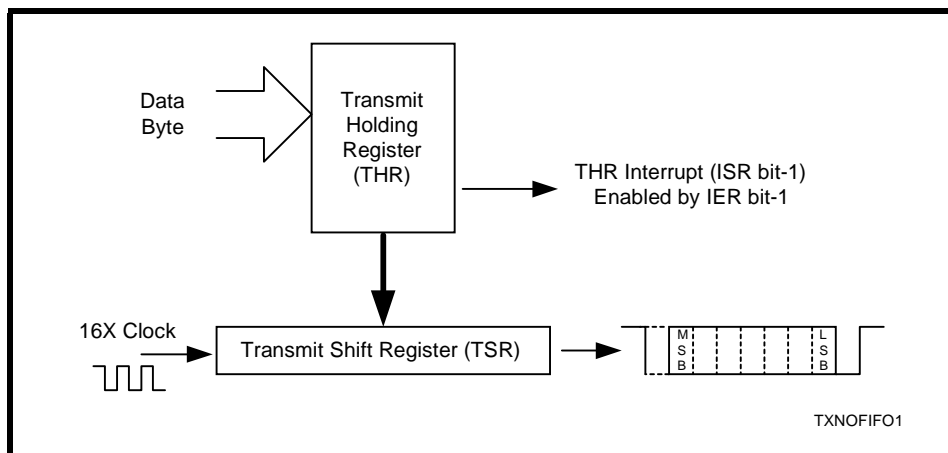 Data
Byte
Transmit
Holding
Register
(THR)
THR Interrupt (ISR bit-1)
Enabled by IER bit-1
16X Clock
Transmit Shift Register (TSR)
M
S
B
L
S
B
TXNOFIFO1